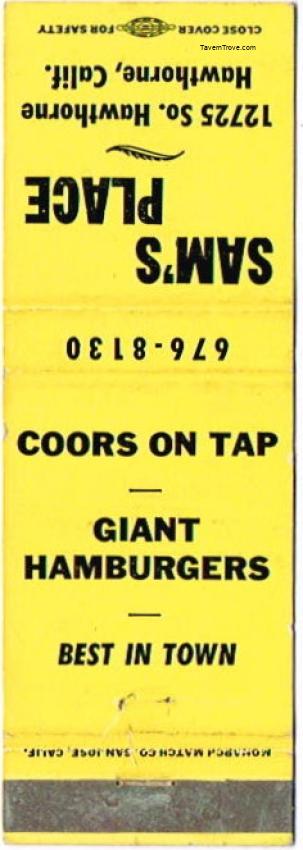 CLOSE COVER FOR SAFETY
TavernTrove.com
12725 So. Hawthorne
Hawthorne, Calif.
SAM'S
PLACE
676-8130
COORS ON TAP
GIANT
HAMBURGERS
BEST IN TOWN
MONARCH MATCH CO. SAN JOSE, CALIF.